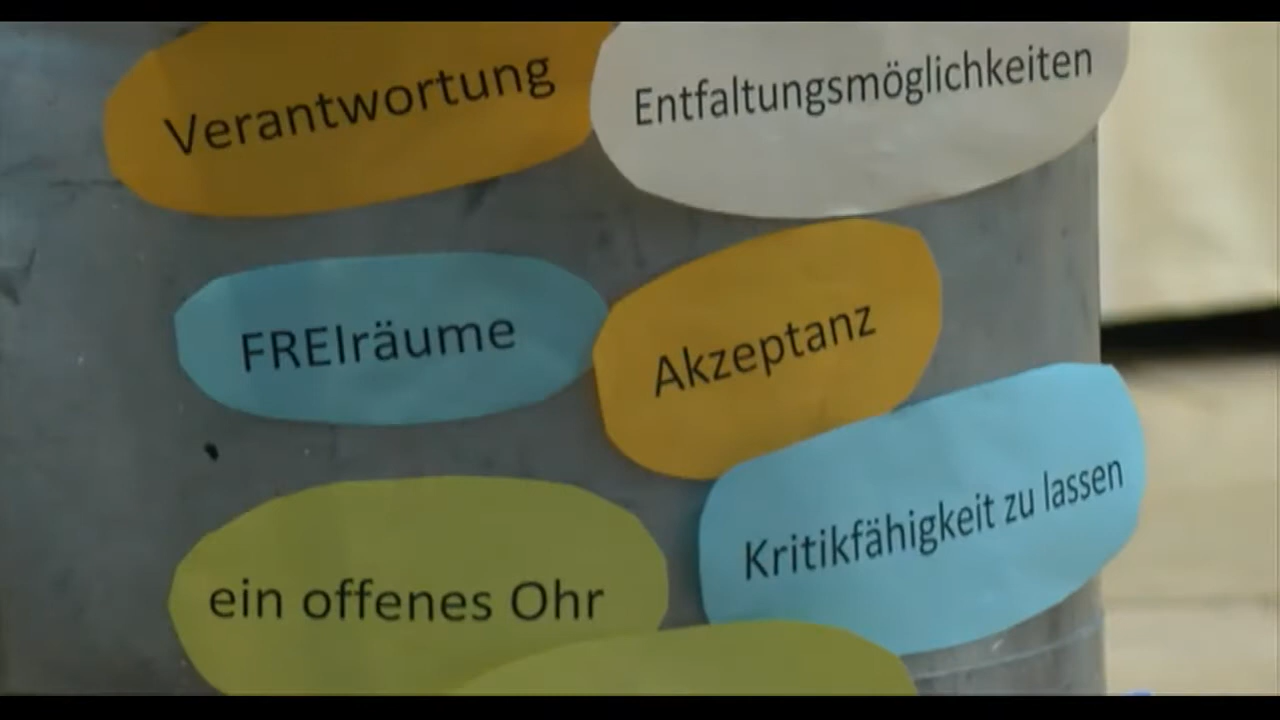 Verantwortung
Entfaltungsmöglichkeiten
FREIräume
Akzeptanz
Kritikfähigkeit zu lassen
ein offenes Ohr